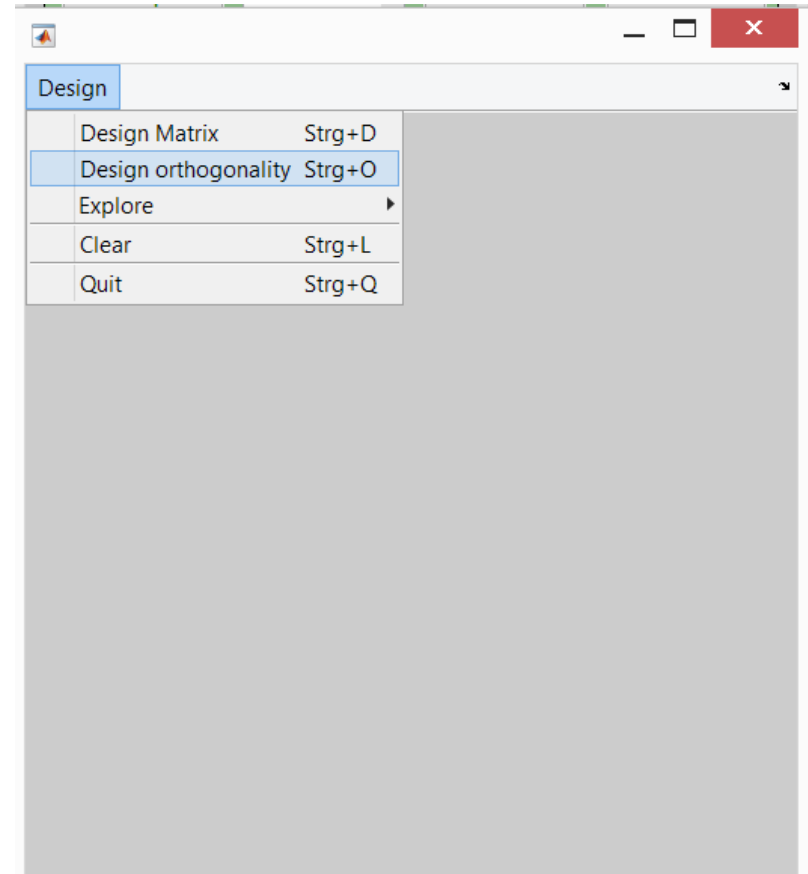 Design
Design Matrix Strg+D
Design orthogonality Strg+O
Explore
Clear Strg+L
Quit Strg+Q